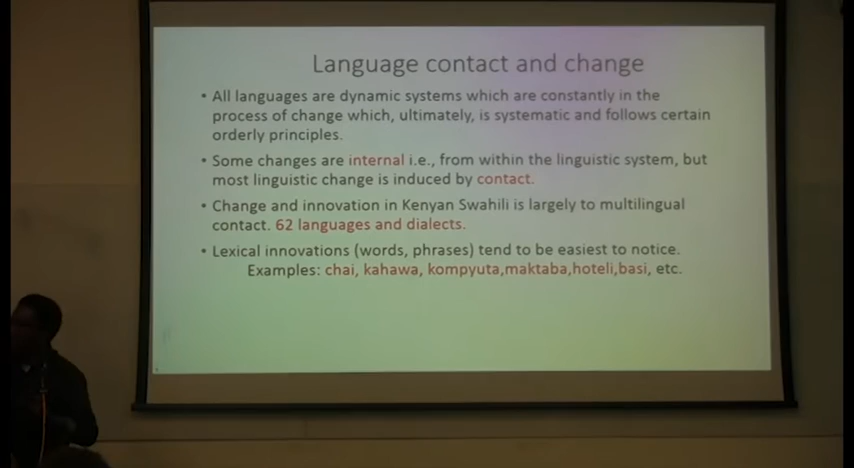 Language contact and change
• All languages are dynamic systems which are constantly in the
process of change which, ultimately, is systematic and follows certain
orderly principles.
• Some changes are internal i.e., from within the linguistic system, but
most linguistic change is induced by contact.
• Change and innovation in Kenyan Swahili is largely to multilingual
contact. 62 languages and dialects.
• Lexical innovations (words, phrases) tend to be easiest to notice.
Examples: chai, kahawa, kompyuta,maktaba,hoteli,basi, etc.